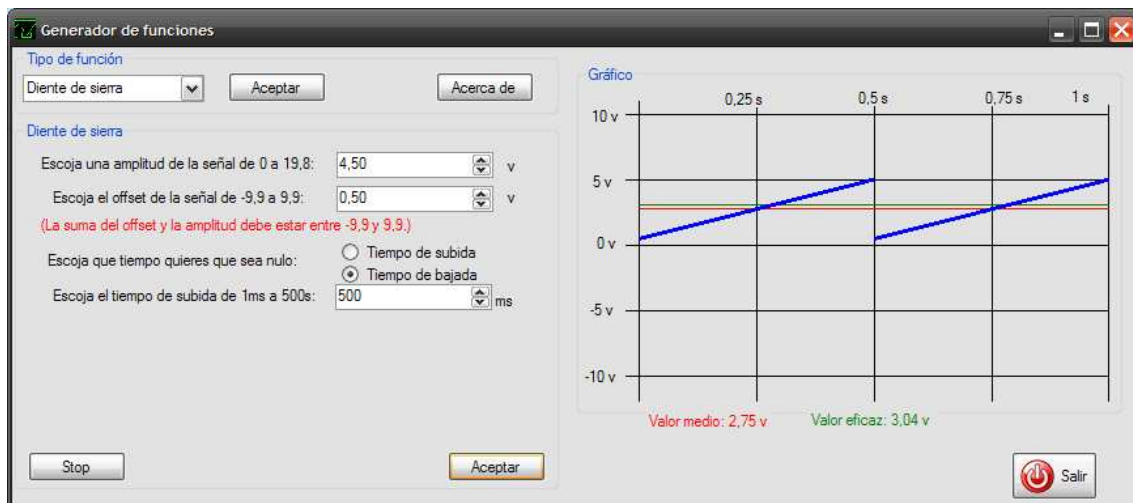 Generador de funciones
Tipo de función
Diente de sierra
Aceptar
Acerca de
Diente de sierra
Escoja una amplitud de la señal de 0 a 19,8:
4,50
v
Escoja el offset de la señal de -9,9 a 9,9:
0,50
v
(La suma del offset y la amplitud debe estar entre -9,9 y 9,9.)
Escoja que tiempo quieres que sea nulo:
Tiempo de subida
Tiempo de bajada
Escoja el tiempo de subida de 1ms a 500s:
500
ms
Stop
Aceptar
Gráfico
0,25 s
0,5 s
0,75 s
1 s
10 v
5 v
0 v
-5 v
-10 v
Valor medio: 2,75 v
Valor eficaz: 3,04 v
Salir